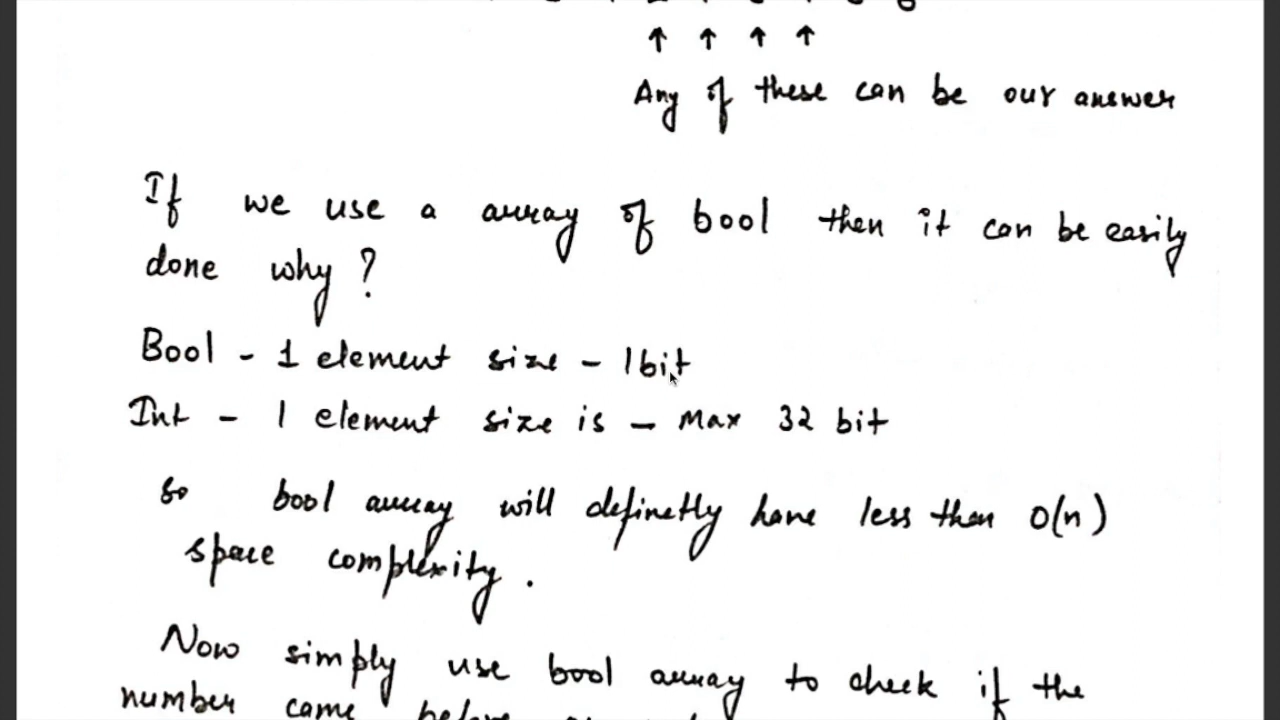 ↑ ↑ ↑ ↑
Any of these can be our answer
If we use a array of bool then it can be easily
done why?
Bool - 1 element size - 1bit
Int - 1 element size is - Max 32 bit
so bool array will definetly have less than O(n)
space complexity.
Now simply use bool array to check if the
number came before